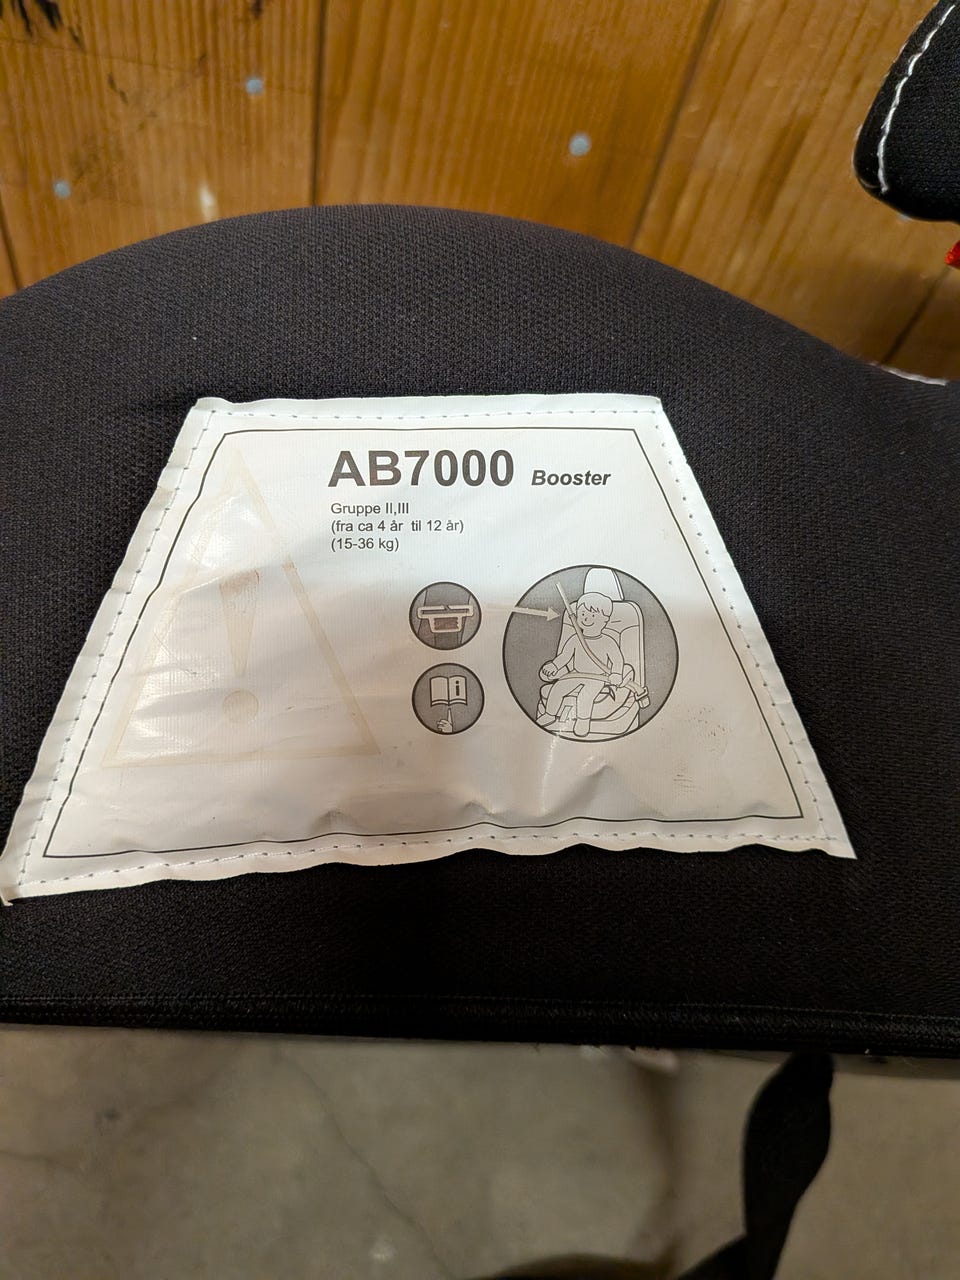 AB7000 Booster
Gruppe II,III
(fra ca 4 år til 12 år)
(15-36 kg)
i